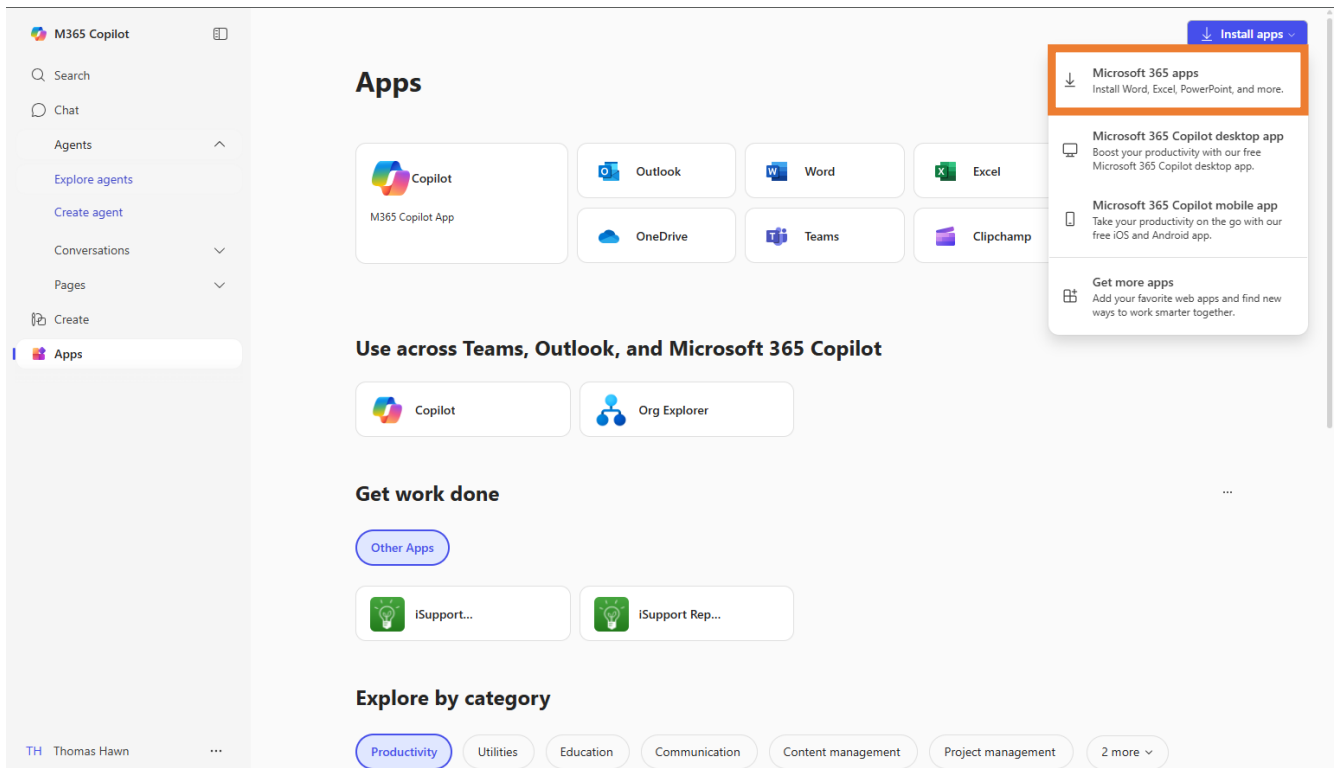 M365 Copilot
Search
Chat
Agents
Explore agents
Create agent
Conversations
Pages
Create
Apps
TH Thomas Hawn
Install apps
Microsoft 365 apps
Install Word, Excel, PowerPoint, and more.
Microsoft 365 Copilot desktop app
Boost your productivity with our free
Microsoft 365 Copilot desktop app.
Microsoft 365 Copilot mobile app
Take your productivity on the go with our
free iOS and Android app.
Get more apps
Add your favorite web apps and find new
ways to work smarter together.
Apps
Copilot
M365 Copilot App
Outlook
Word
Excel
OneDrive
Teams
Clipchamp
Use across Teams, Outlook, and Microsoft 365 Copilot
Copilot
Org Explorer
Get work done
...
Other Apps
iSupport...
iSupport Rep...
Explore by category
Productivity
Utilities
Education
Communication
Content management
Project management
2 more